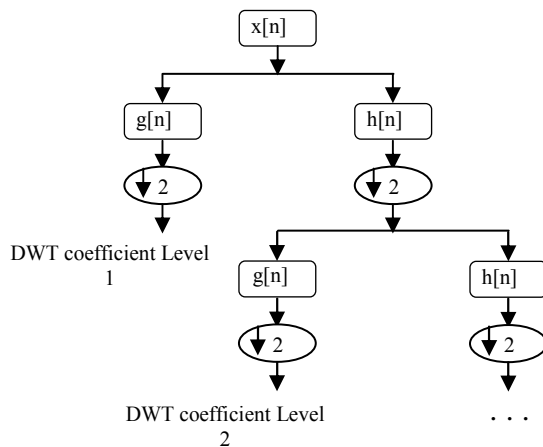 x[n]
g[n]
h[n]
2
2
DWT coefficient Level
1
g[n]
h[n]
2
2
DWT coefficient Level
2
. . .